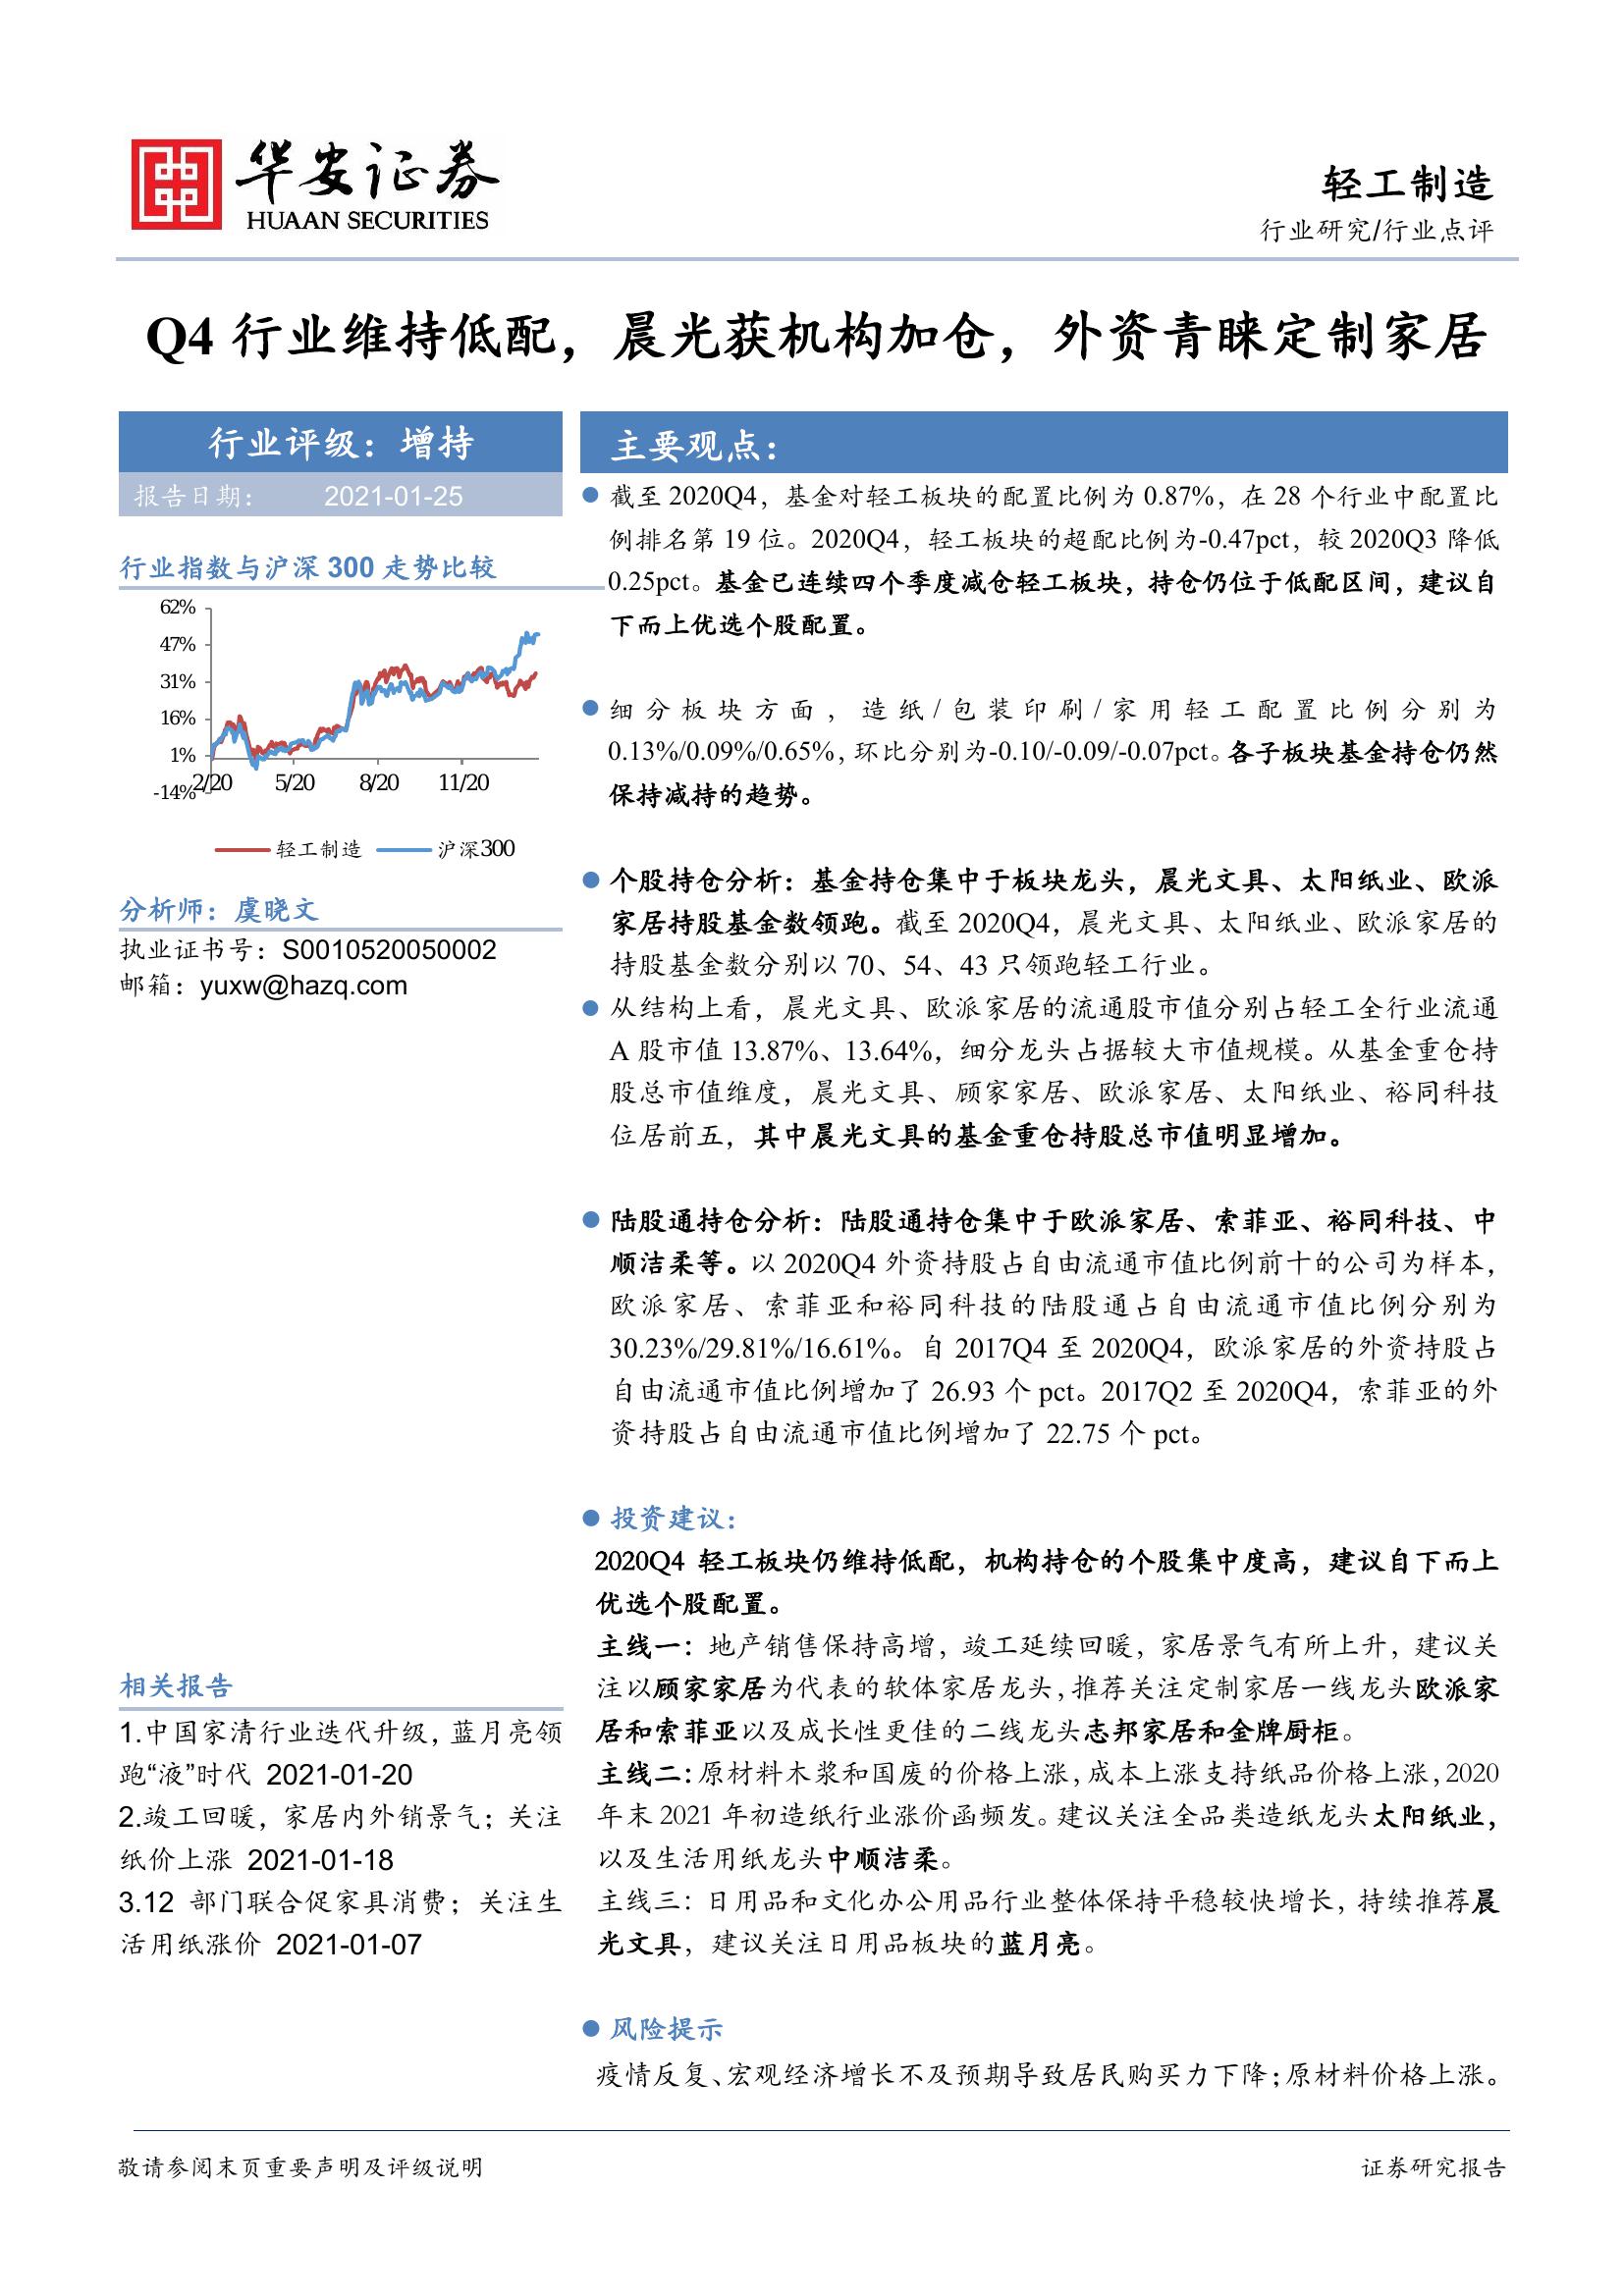 华安证券
HUAAN SECURITIES
轻工制造
行业研究/行业点评
Q4 行业维持低配，晨光获机构加仓，外资青睐定制家居
行业评级：增持
报告日期： 2021-01-25
行业指数与沪深 300 走势比较
62%
47%
31%
16%
1%
-14%
2/20 5/20 8/20 11/20
轻工制造 沪深300
分析师：虞晓文
执业证书号：S0010520050002
邮箱：yuxw@hazq.com
相关报告
1.中国家清行业迭代升级，蓝月亮领
跑“液”时代 2021-01-20
2.竣工回暖，家居内外销景气；关注
纸价上涨 2021-01-18
3.12 部门联合促家具消费；关注生
活用纸涨价 2021-01-07
主要观点：
截至 2020Q4，基金对轻工板块的配置比例为 0.87%，在 28 个行业中配置比
例排名第 19 位。2020Q4，轻工板块的超配比例为-0.47pct，较 2020Q3 降低
0.25pct。基金已连续四个季度减仓轻工板块，持仓仍位于低配区间，建议自
下而上优选个股配置。
细分板块方面，造纸/包装印刷/家用轻工配置比例分别为
0.13%/0.09%/0.65%，环比分别为-0.10/-0.09/-0.07pct。各子板块基金持仓仍然
保持减持的趋势。
个股持仓分析：基金持仓集中于板块龙头，晨光文具、太阳纸业、欧派
家居持股基金数领跑。截至 2020Q4，晨光文具、太阳纸业、欧派家居的
持股基金数分别以 70、54、43 只领跑轻工行业。
从结构上看，晨光文具、欧派家居的流通股市值分别占轻工全行业流通
A 股市值 13.87%、13.64%，细分龙头占据较大市值规模。从基金重仓持
股总市值维度，晨光文具、顾家家居、欧派家居、太阳纸业、裕同科技
位居前五，其中晨光文具的基金重仓持股总市值明显增加。
陆股通持仓分析：陆股通持仓集中于欧派家居、索菲亚、裕同科技、中
顺洁柔等。以 2020Q4 外资持股占自由流通市值比例前十的公司为样本，
欧派家居、索菲亚和裕同科技的陆股通占自由流通市值比例分别为
30.23%/29.81%/16.61%。自 2017Q4 至 2020Q4，欧派家居的外资持股占
自由流通市值比例增加了 26.93 个 pct。2017Q2 至 2020Q4，索菲亚的外
资持股占自由流通市值比例增加了 22.75 个 pct。
投资建议：
2020Q4 轻工板块仍维持低配，机构持仓的个股集中度高，建议自下而上
优选个股配置。
主线一：地产销售保持高增，竣工延续回暖，家居景气有所上升，建议关
注以顾家家居为代表的软体家居龙头，推荐关注定制家居一线龙头欧派家
居和索菲亚以及成长性更佳的二线龙头志邦家居和金牌厨柜。
主线二：原材料木浆和国废的价格上涨，成本上涨支持纸品价格上涨，2020
年末 2021 年初造纸行业涨价函频发。建议关注全品类造纸龙头太阳纸业，
以及生活用纸龙头中顺洁柔。
主线三：日用品和文化办公用品行业整体保持平稳较快增长，持续推荐晨
光文具，建议关注日用品板块的蓝月亮。
风险提示
疫情反复、宏观经济增长不及预期导致居民购买力下降；原材料价格上涨。
敬请参阅末页重要声明及评级说明
证券研究报告